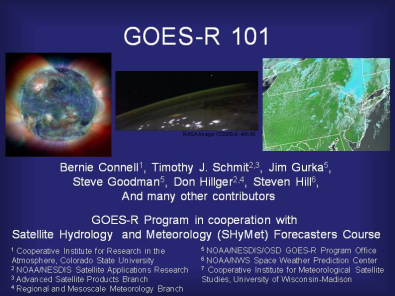 GOES-R 101
Bernie Connell¹, Timothy J. Schmit²,³, Jim Gurka⁵,
Steve Goodman⁵, Don Hillger²,⁴, Steven Hill⁶,
And many other contributors
GOES-R Program in cooperation with
Satellite Hydrology and Meteorology (SHyMet) Forecasters Course
¹ Cooperative Institute for Research in the
Atmosphere, Colorado State University
² NOAA/NESDIS Satellite Applications Research
³ Advanced Satellite Products Branch
⁴ Regional and Mesoscale Meteorology Branch
⁵ NOAA/NESDIS/OSD GOES-R Program Office
⁶ NOAA/NWS Space Weather Prediction Center
⁷ Cooperative Institute for Meteorological Satellite
Studies, University of Wisconsin-Madison